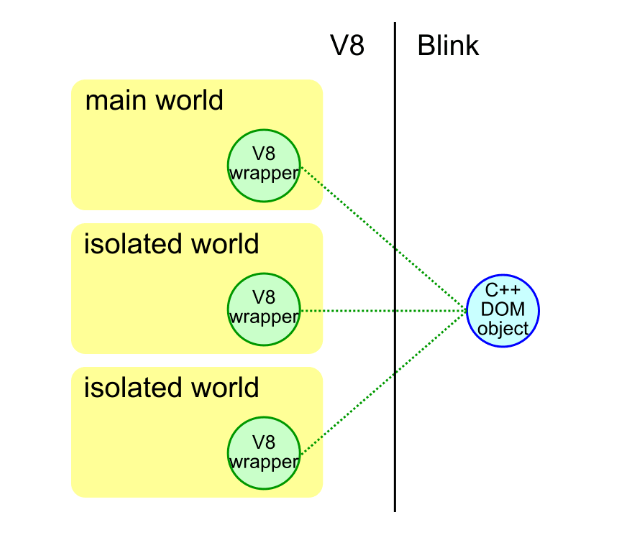 V8
Blink
main world
V8
wrapper
isolated world
V8
wrapper
C++
DOM
object
isolated world
V8
wrapper